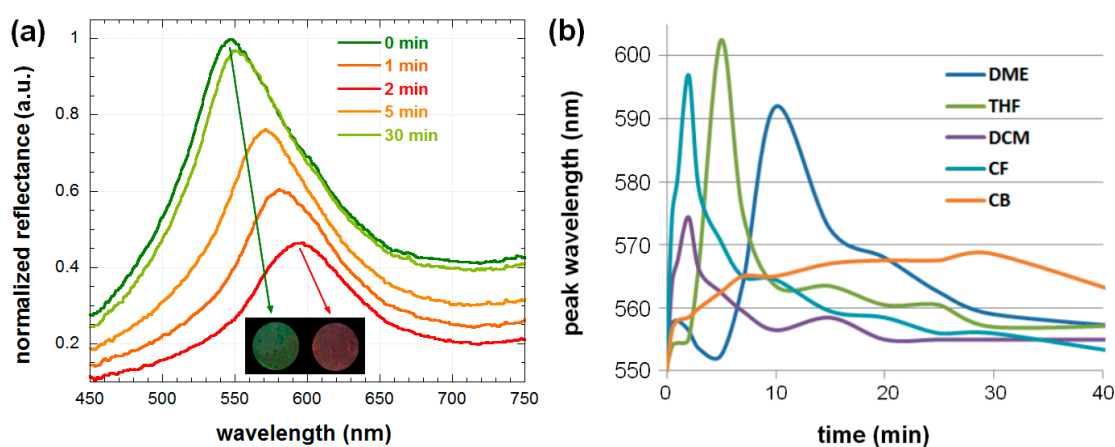 (a)
normalized reflectance (a.u.)
1
0.8
0.6
0.4
0.2
0 min
1 min
2 min
5 min
30 min
450 500 550 600 650 700 750
wavelength (nm)
(b)
peak wavelength (nm)
600
590
580
570
560
550
DME
THF
DCM
CF
CB
0 10 20 30 40
time (min)